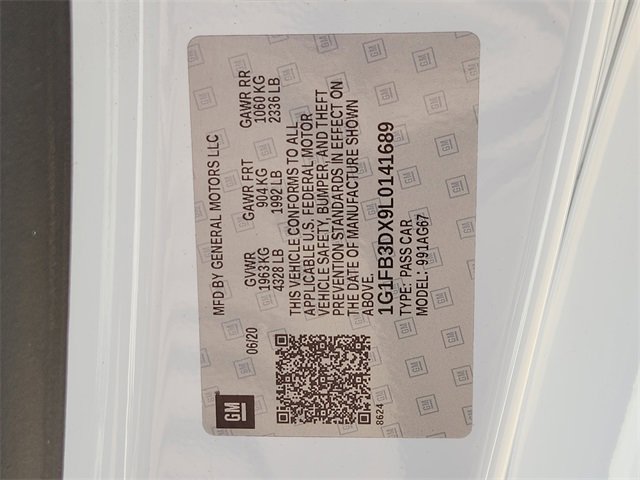 GM
MFD BY GENERAL MOTORS LLC
06/20
GVWR GAWR FRT GAWR RR
1963 KG 904 KG 1060 KG
4328 LB 1992 LB 2336 LB
THIS VEHICLE CONFORMS TO ALL
APPLICABLE U.S. FEDERAL MOTOR
VEHICLE SAFETY, BUMPER, AND THEFT
PREVENTION STANDARDS IN EFFECT ON
THE DATE OF MANUFACTURE SHOWN
ABOVE.
1G1FB3DX9L0141689
8624
TYPE: PASS CAR
MODEL: 991AG67